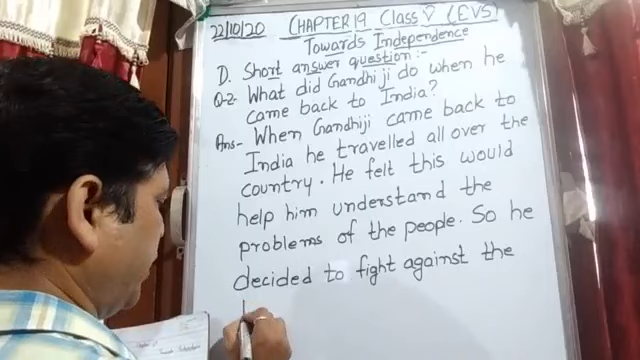 22/10/20 CHAPTER 19 Class V (EVS)
Towards Independence
D. Short answer question :-
Q-2. What did Gandhiji do when he
came back to India?
Ans- When Gandhiji came back to
India he travelled all over the
country. He felt this would
help him understand the
problems of the people. So he
decided to fight against the